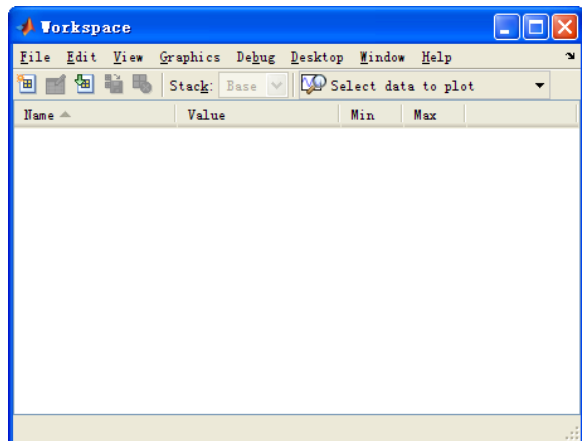 Workspace
File Edit View Graphics Debug Desktop Window Help
Stack: Base Select data to plot
Name Value Min Max